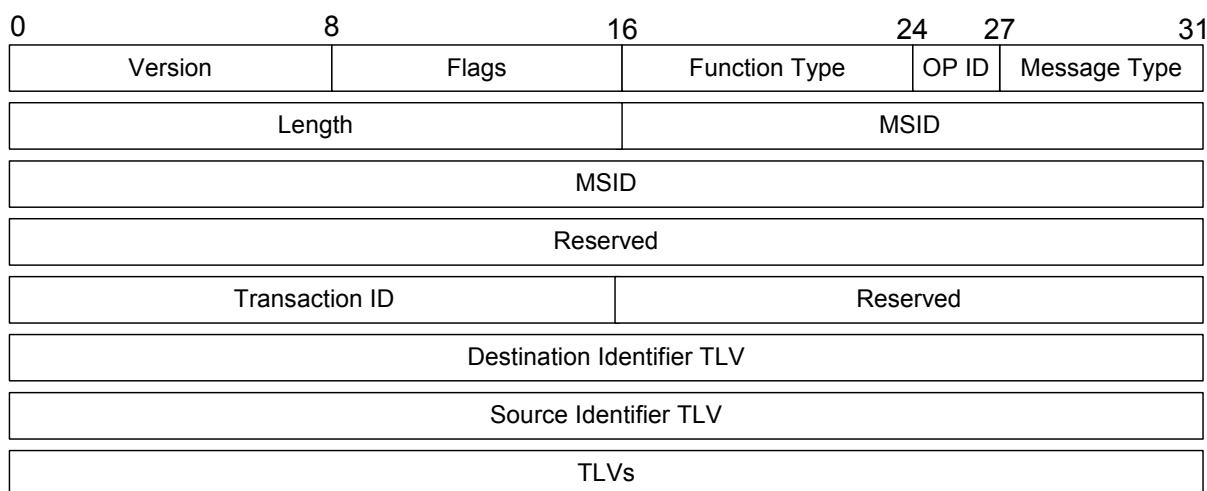 0 8 16 24 27 31
Version Flags Function Type OP ID Message Type
Length MSID
MSID
Reserved
Transaction ID Reserved
Destination Identifier TLV
Source Identifier TLV
TLVs